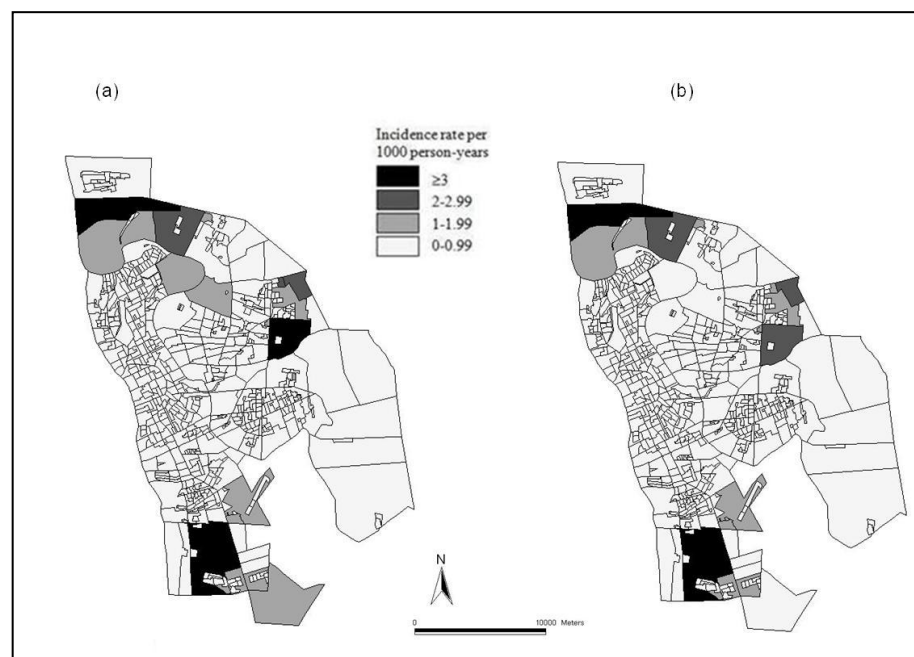 (a)
(b)
Incidence rate per
1000 person-years
≥3
2-2.99
1-1.99
0-0.99
N
0
10000 Meters